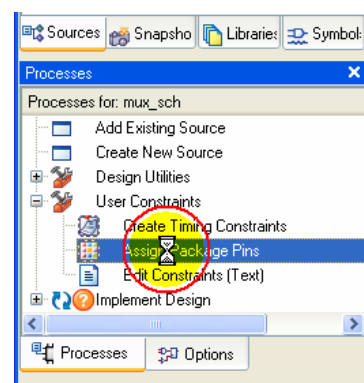 Sources Snapsho Libraries Symbol:
Processes
Processes for: mux_sch
Add Existing Source
Create New Source
Design Utilities
User Constraints
Create Timing Constraints
Assign Package Pins
Edit Constraints (Text)
Implement Design
Processes Options